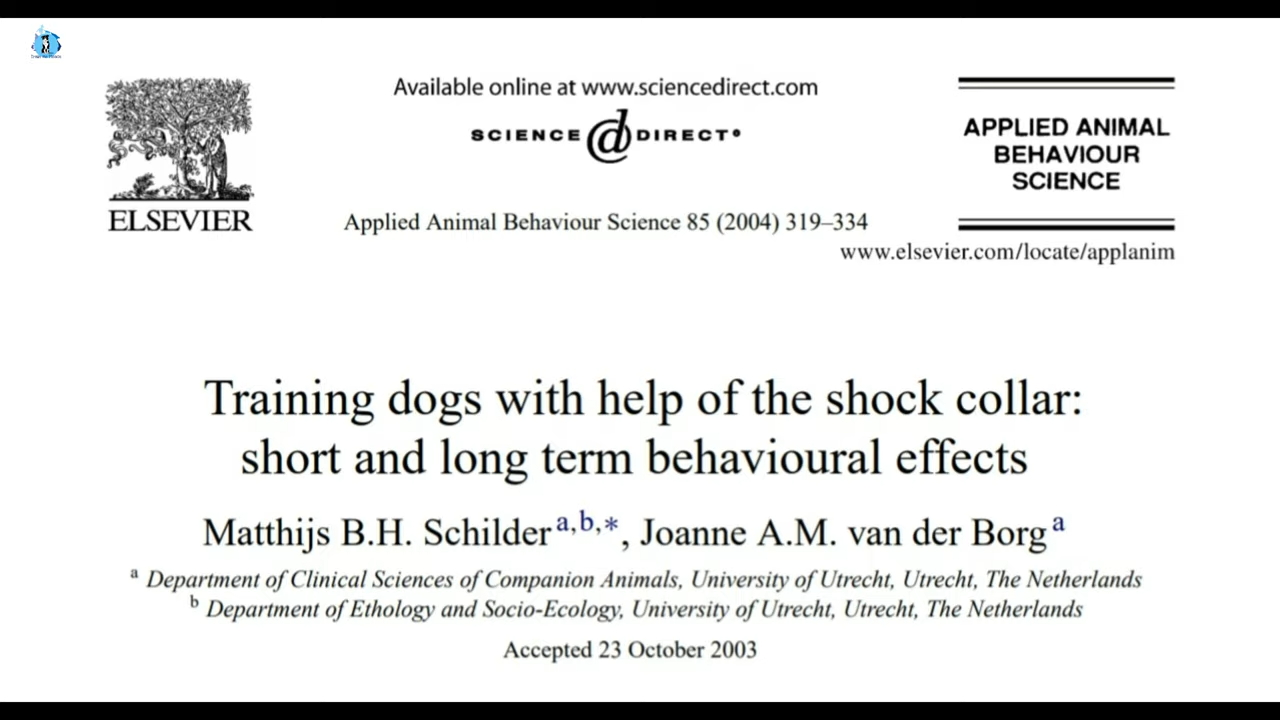 Available online at www.sciencedirect.com
SCIENCE @ DIRECT®
ELSEVIER
APPLIED ANIMAL
BEHAVIOUR
SCIENCE
Applied Animal Behaviour Science 85 (2004) 319–334
www.elsevier.com/locate/applanim
Training dogs with help of the shock collar:
short and long term behavioural effects
Matthijs B.H. Schilder a,b,*, Joanne A.M. van der Borg a
a Department of Clinical Sciences of Companion Animals, University of Utrecht, Utrecht, The Netherlands
b Department of Ethology and Socio-Ecology, University of Utrecht, Utrecht, The Netherlands
Accepted 23 October 2003